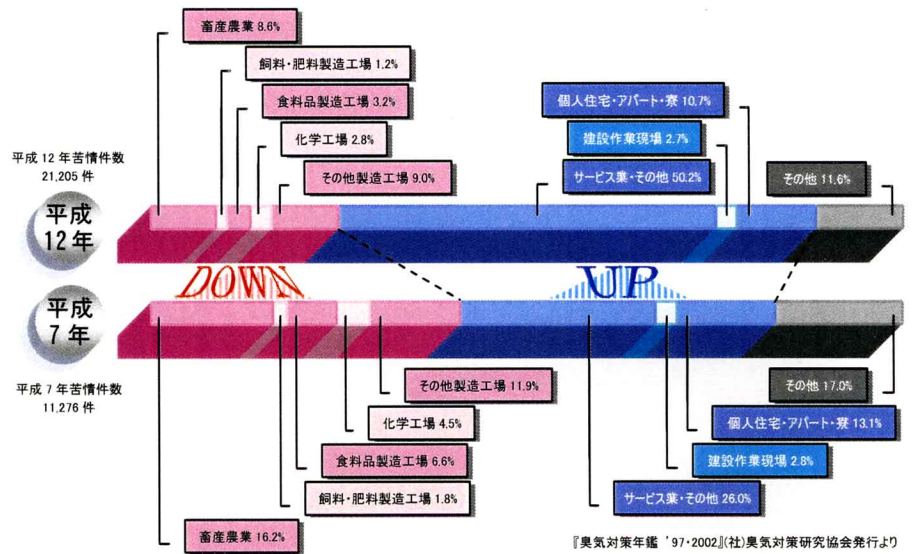 畜産農業 8.6%
飼料・肥料製造工場 1.2%
食料品製造工場 3.2%
化学工場 2.8%
その他製造工場 9.0%
個人住宅・アパート・寮 10.7%
建設作業現場 2.7%
サービス業・その他 50.2%
その他 11.6%
平成 12 年苦情件数
21,205 件
平成
12年
DOWN
UP
平成
7年
平成 7 年苦情件数
11,276 件
その他製造工場 11.9%
化学工場 4.5%
食料品製造工場 6.6%
飼料・肥料製造工場 1.8%
畜産農業 16.2%
その他 17.0%
個人住宅・アパート・寮 13.1%
建設作業現場 2.8%
サービス業・その他 26.0%
『臭気対策年鑑 '97・2002』(社)臭気対策研究協会発行より